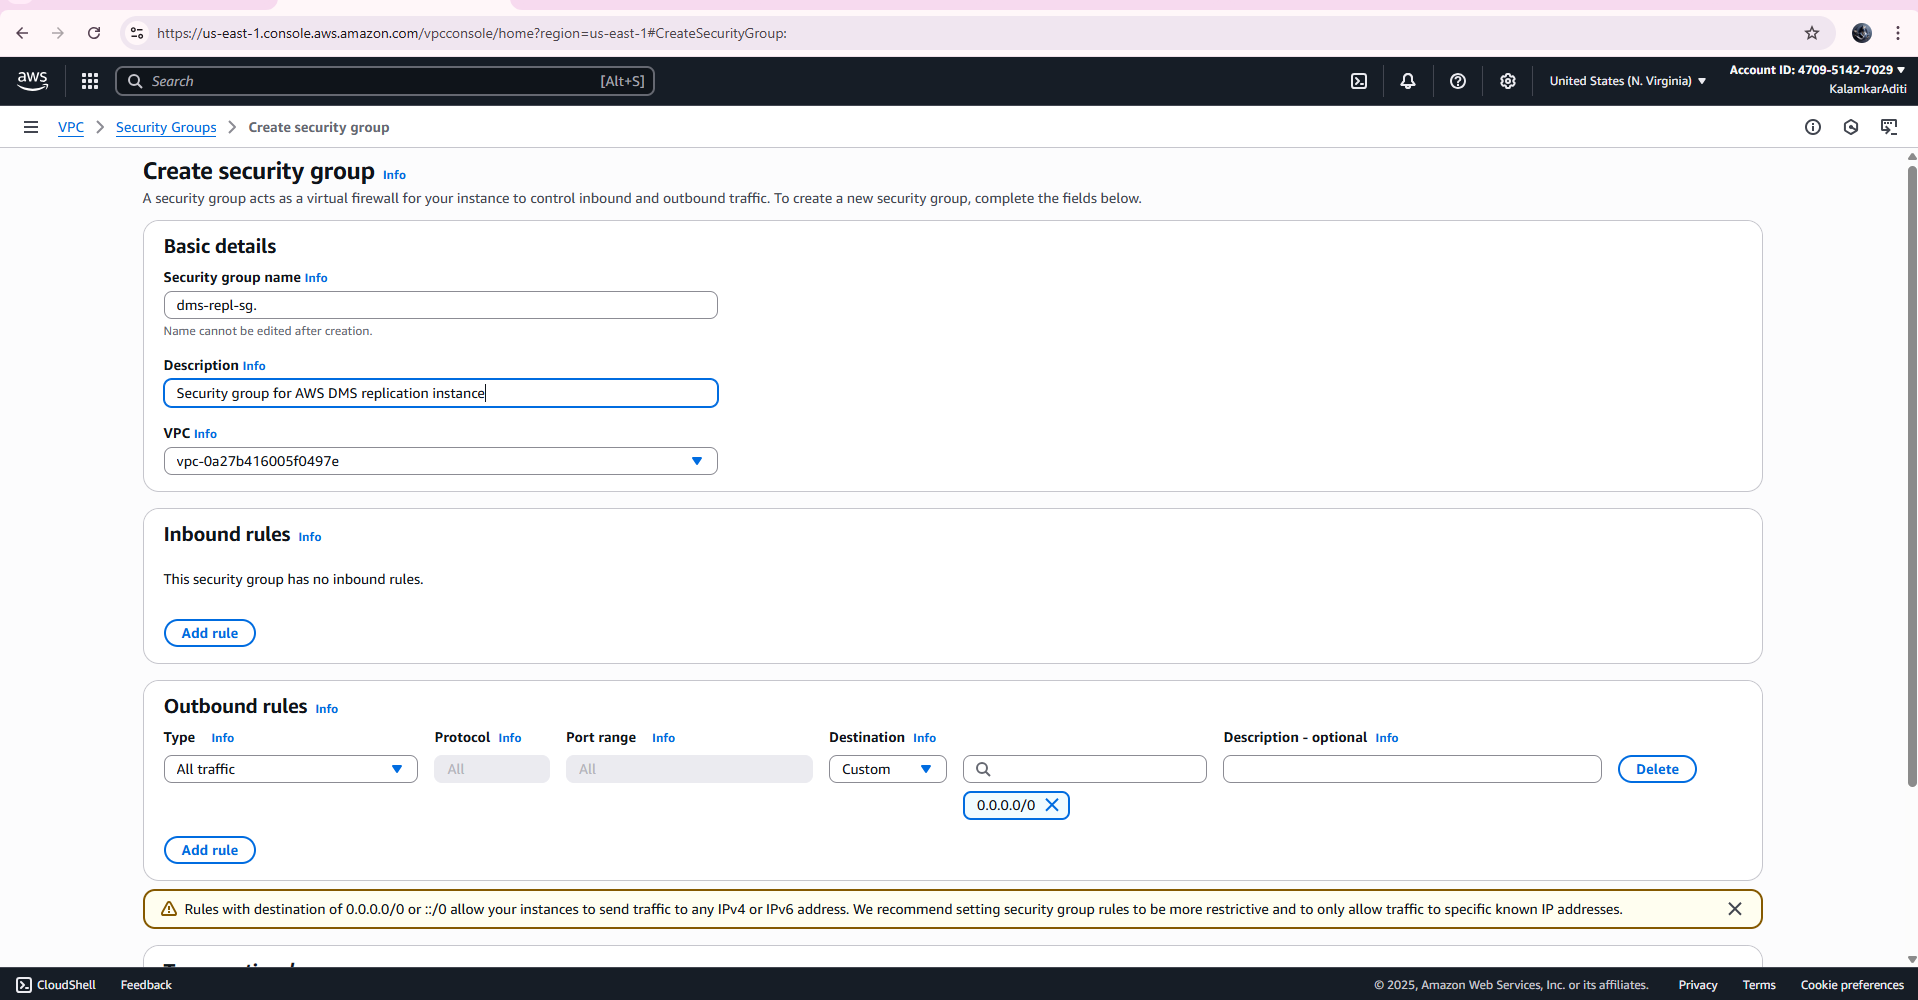 https://us-east-1.console.aws.amazon.com/vpcconsole/home?region=us-east-1#CreateSecurityGroup:
aws
Search [Alt+S]
United States (N. Virginia)
Account ID: 4709-5142-7029
KalamkarAditi
VPC > Security Groups > Create security group
Create security group Info
A security group acts as a virtual firewall for your instance to control inbound and outbound traffic. To create a new security group, complete the fields below.
Basic details
Security group name Info
dms-repl-sg.
Name cannot be edited after creation.
Description Info
Security group for AWS DMS replication instance
VPC Info
vpc-0a27b416005f0497e
Inbound rules Info
This security group has no inbound rules.
Add rule
Outbound rules Info
Type Info Protocol Info Port range Info Destination Info Description - optional Info
All traffic All All Custom Delete
0.0.0.0/0
Add rule
Rules with destination of 0.0.0.0/0 or ::/0 allow your instances to send traffic to any IPv4 or IPv6 address. We recommend setting security group rules to be more restrictive and to only allow traffic to specific known IP addresses.
CloudShell Feedback © 2025, Amazon Web Services, Inc. or its affiliates. Privacy Terms Cookie preferences